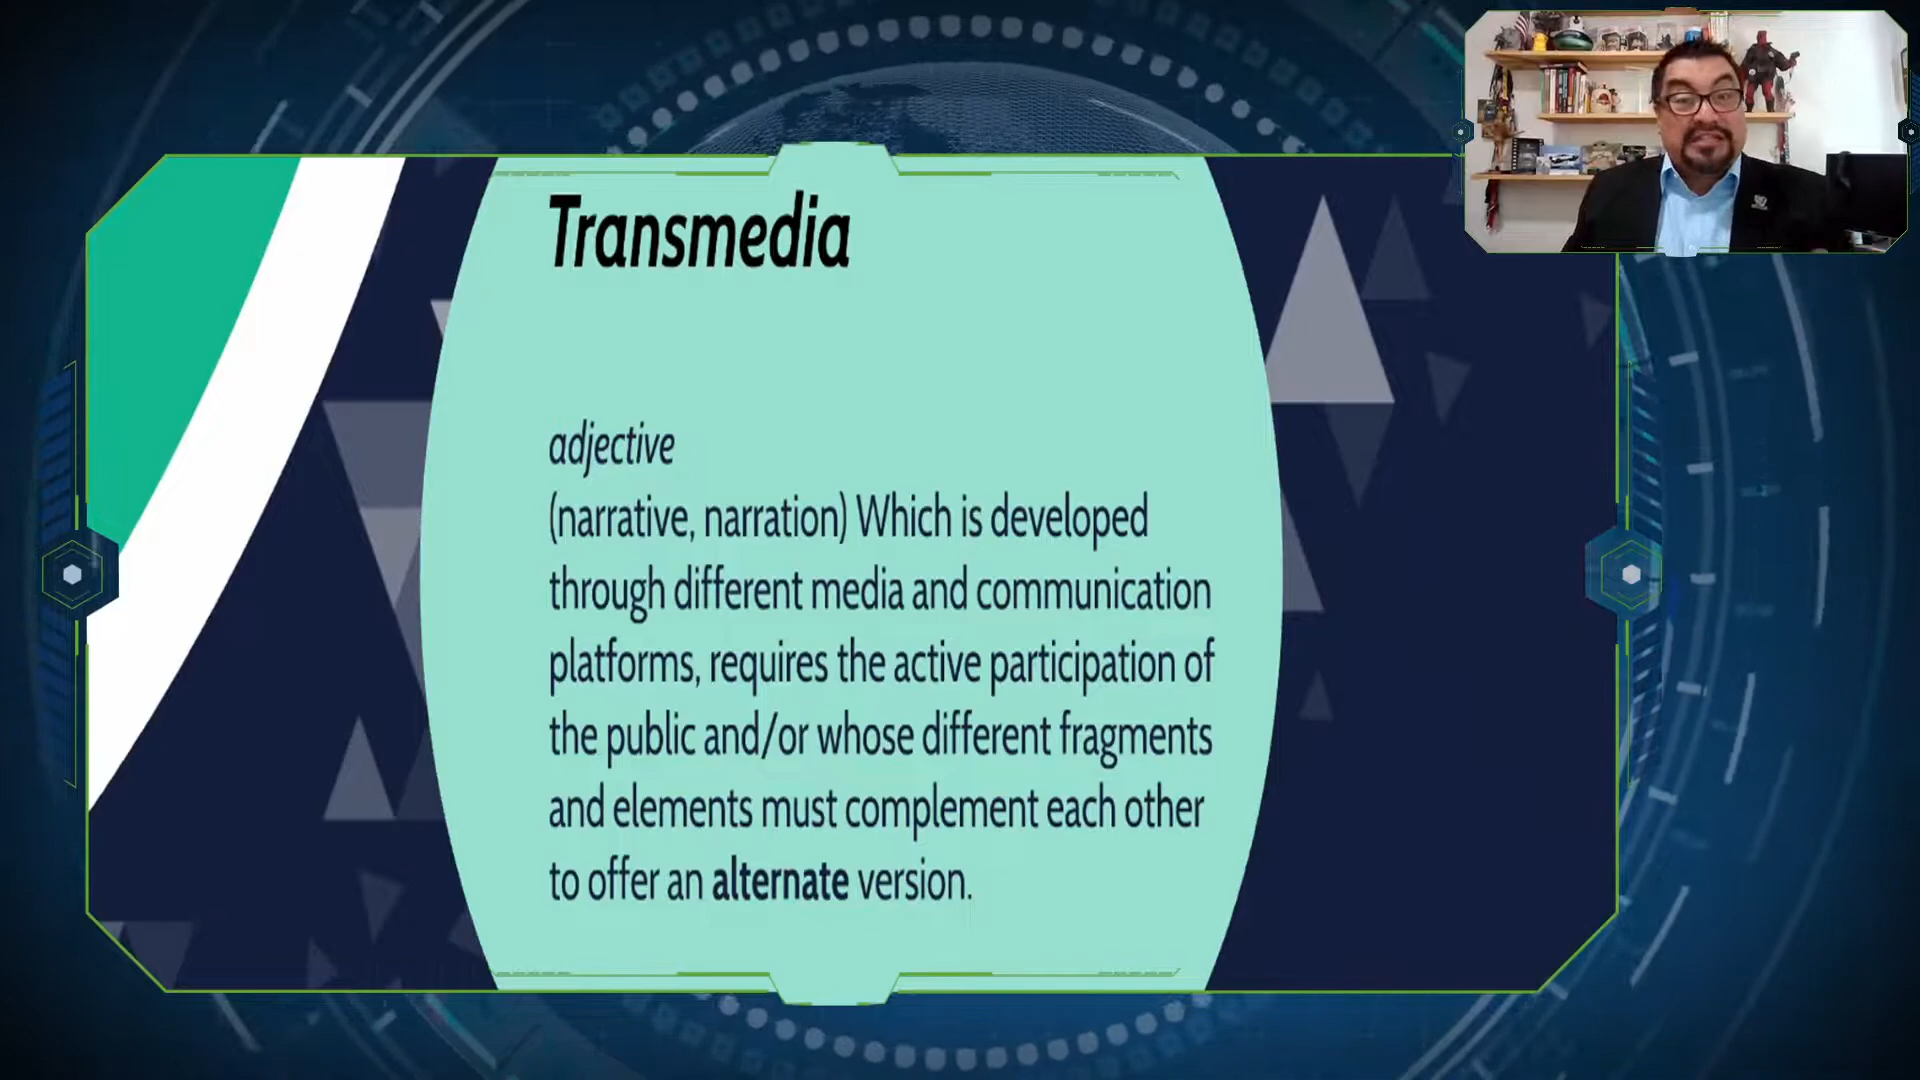 Transmedia
adjective
(narrative, narration) Which is developed
through different media and communication
platforms, requires the active participation of
the public and/or whose different fragments
and elements must complement each other
to offer an alternate version.